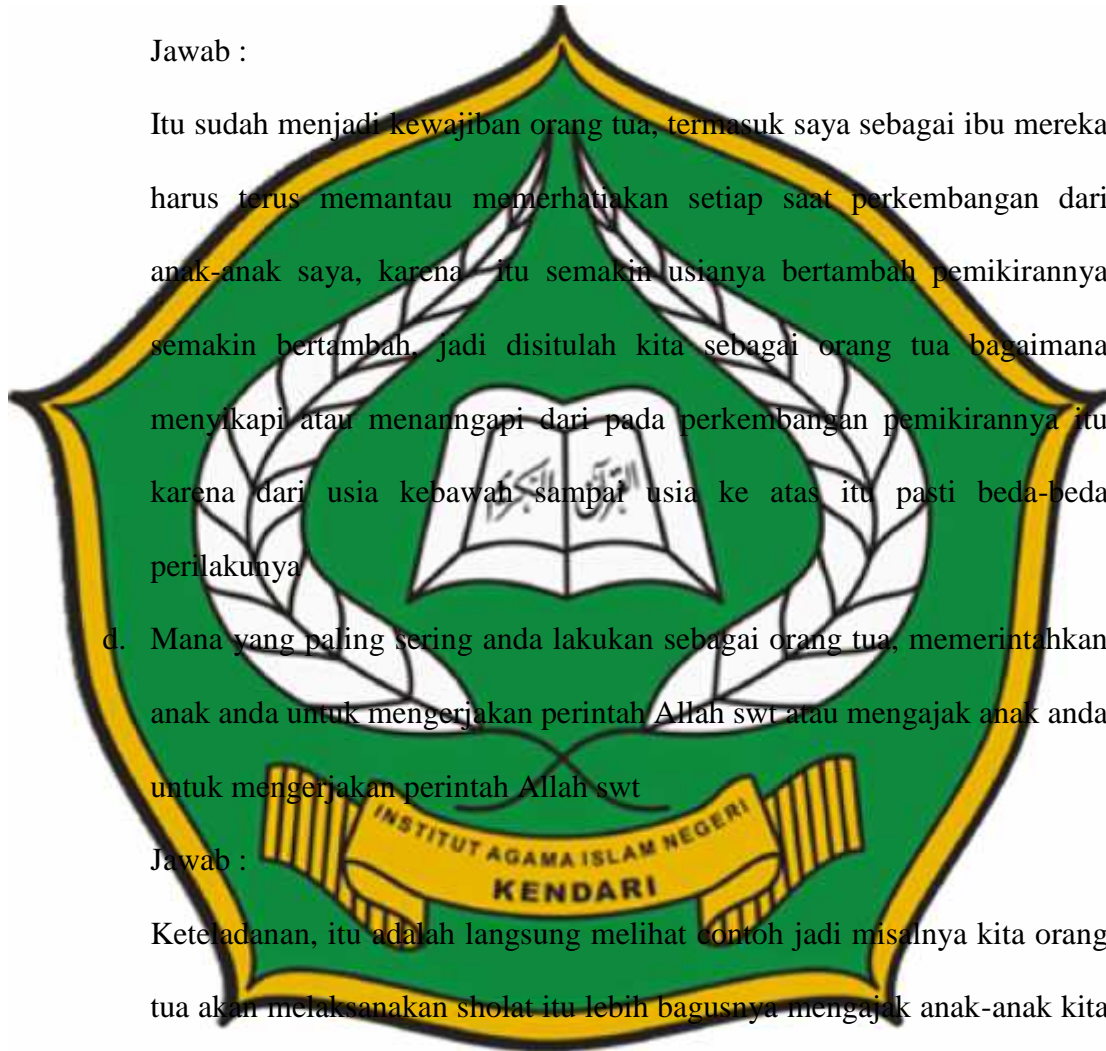 Jawab :
Itu sudah menjadi kewajiban orang tua, termasuk saya sebagai ibu mereka
harus terus memantau memerhatiakan setiap saat perkembangan dari
anak-anak saya, karena itu semakin usianya bertambah pemikirannya
semakin bertambah, jadi disitulah kita sebagai orang tua bagaimana
menyikapi atau menanngapi dari pada perkembangan pemikirannya itu
karena dari usia kebawah sampai usia ke atas itu pasti beda-beda
perilakunya
d. Mana yang paling sering anda lakukan sebagai orang tua, memerintahkan
anak anda untuk mengerjakan perintah Allah swt atau mengajak anak anda
untuk mengerjakan perintah Allah swt
Jawab :
Keteladanan, itu adalah langsung melihat contoh jadi misalnya kita orang
tua akan melaksanakan sholat itu lebih bagusnya mengajak anak-anak kita
القرآن الكريم
INSTITUT AGAMA ISLAM NEGERI
KENDARI